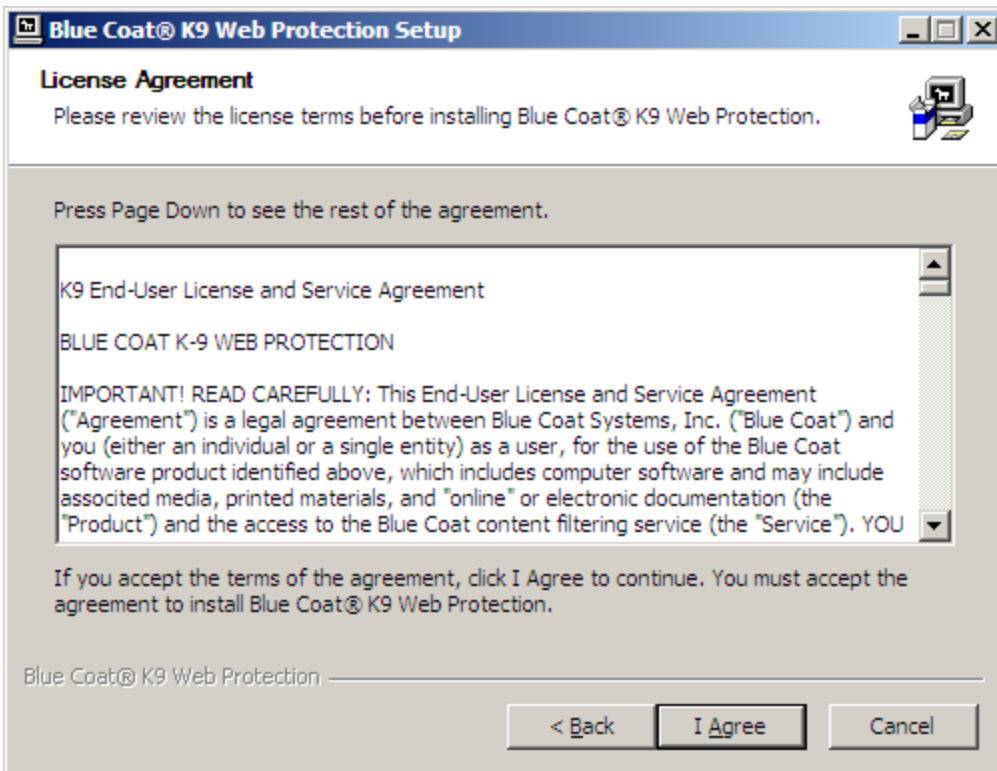 Blue Coat® K9 Web Protection Setup
License Agreement
Please review the license terms before installing Blue Coat® K9 Web Protection.
Press Page Down to see the rest of the agreement.
K9 End-User License and Service Agreement
BLUE COAT K-9 WEB PROTECTION
IMPORTANT! READ CAREFULLY: This End-User License and Service Agreement
("Agreement") is a legal agreement between Blue Coat Systems, Inc. ("Blue Coat") and
you (either an individual or a single entity) as a user, for the use of the Blue Coat
software product identified above, which includes computer software and may include
associted media, printed materials, and "online" or electronic documentation (the
"Product") and the access to the Blue Coat content filtering service (the "Service"). YOU
If you accept the terms of the agreement, click I Agree to continue. You must accept the
agreement to install Blue Coat® K9 Web Protection.
Blue Coat® K9 Web Protection
< Back
I Agree
Cancel